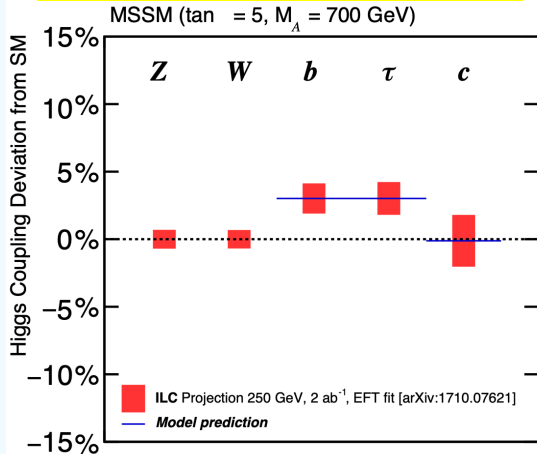 MSSM (tan = 5, M_A = 700 GeV)
Higgs Coupling Deviation from SM
15%
Z W b τ c
10%
5%
0%
−5%
−10%
ILC Projection 250 GeV, 2 ab⁻¹, EFT fit [arXiv:1710.07621]
Model prediction
−15%